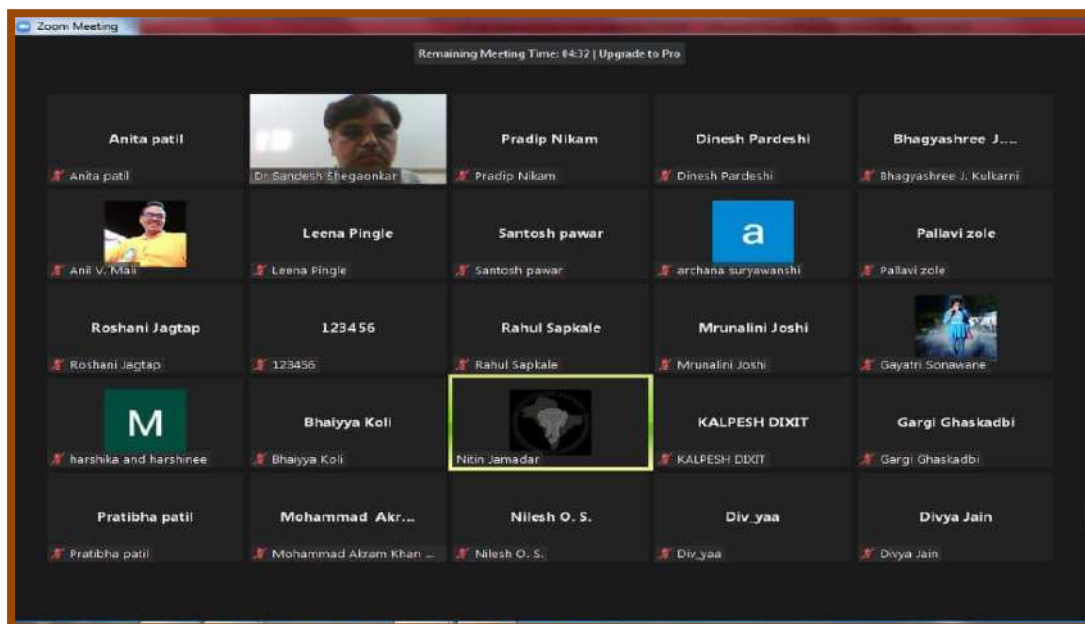 Zoom Meeting
Remaining Meeting Time: 04:32 | Upgrade to Pro
Anita patil
Pradip Nikam
Dinesh Pardeshi
Bhagyashree J....
Anita patil
Dr Sandesh Shegaonkar
Pradip Nikam
Dinesh Pardeshi
Bhagyashree J. Kulkarni
Leena Pingle
Santosh pawar
a
Pallavi zole
Anil V. Mali
Leena Pingle
Santosh pawar
archana suryawanshi
Pallavi zole
Roshani Jagtap
123456
Rahul Sapkale
Mrunalini Joshi
Roshani Jagtap
123456
Rahul Sapkale
Mrunalini Joshi
Gayatri Sonawane
M
Bhaiyya Koli
KALPESH DIXIT
Gargi Ghaskadbi
harshika and harshinee
Bhaiyya Koli
Nitin Jamadar
KALPESH DIXIT
Gargi Ghaskadbi
Pratibha patil
Mohammad Akr...
Nilesh O. S.
Div_yaa
Divya Jain
Pratibha patil
Mohammad Akram Khan ...
Nilesh O. S.
Div_yaa
Divya Jain